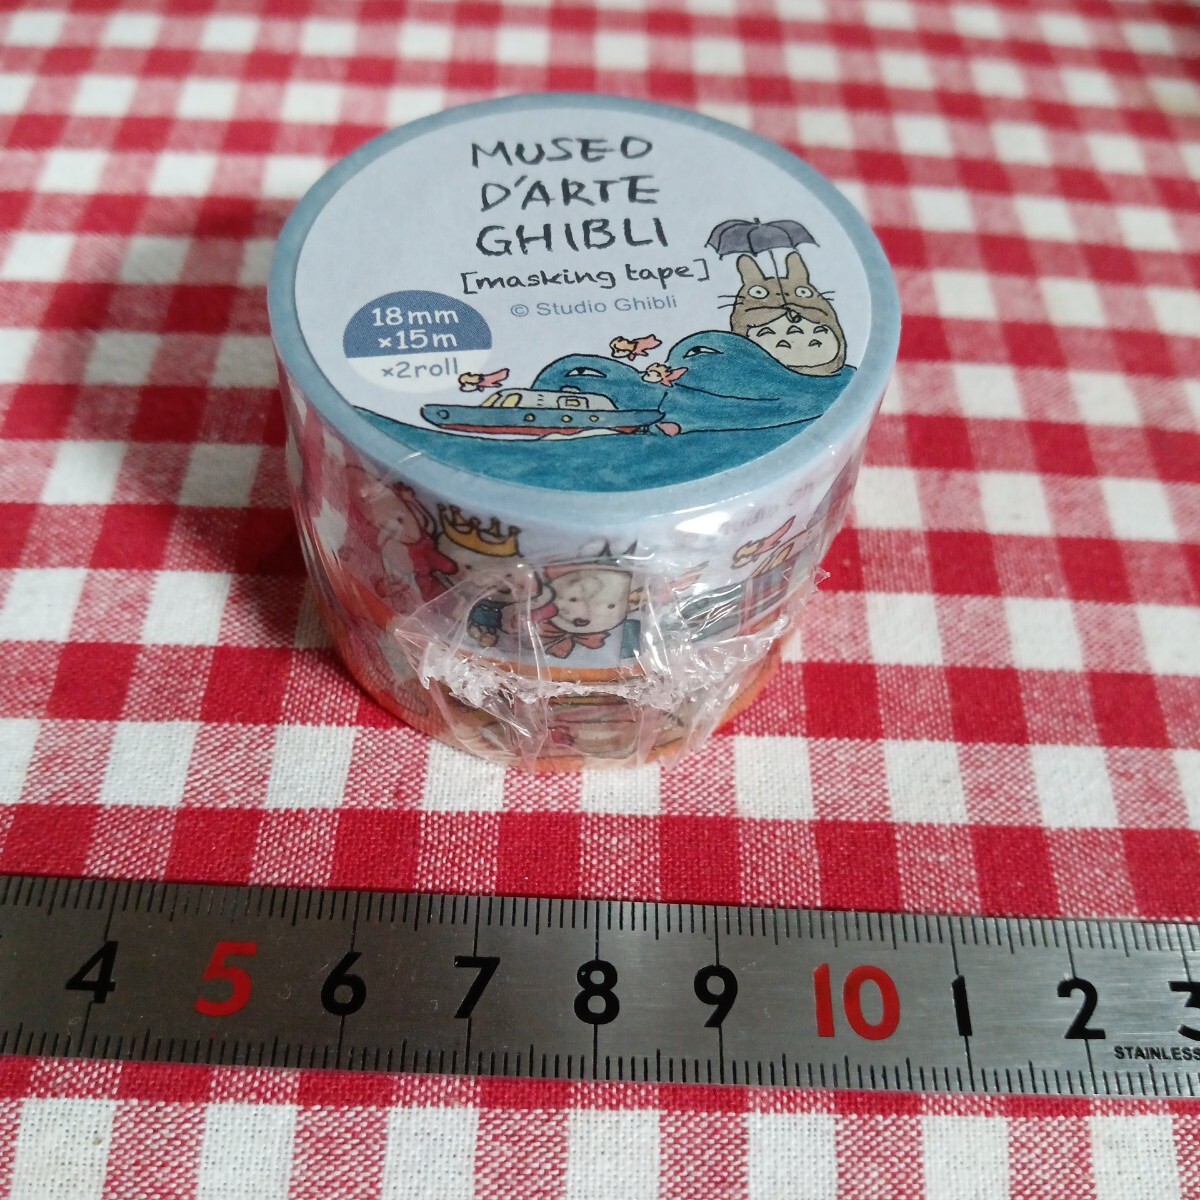 MUSEO
D'ARTE
GHIBLI
[masking tape]
© Studio Ghibli
18mm
×15m
×2roll
4 5 6 7 8 9 10 1 2 3
STAINLESS